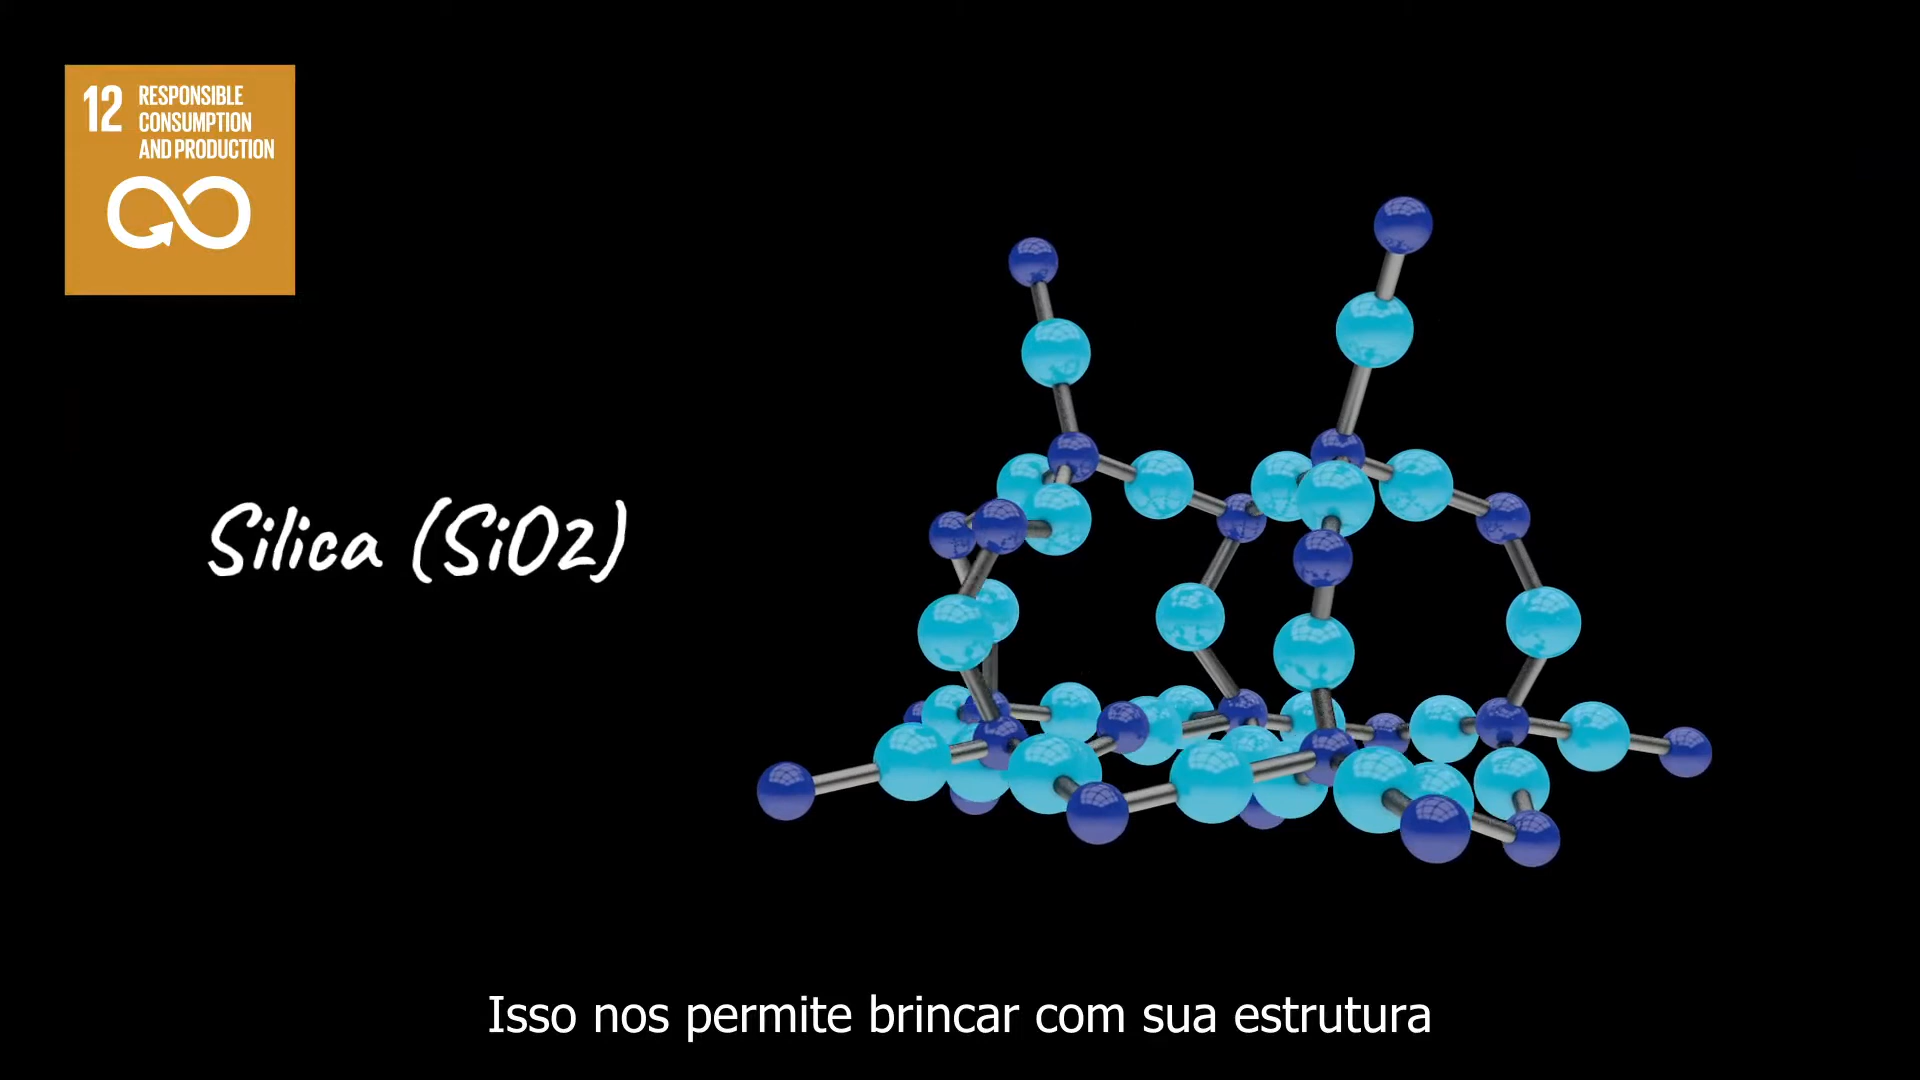 12 RESPONSIBLE
CONSUMPTION
AND PRODUCTION
Silica (SiO2)
Isso nos permite brincar com sua estrutura